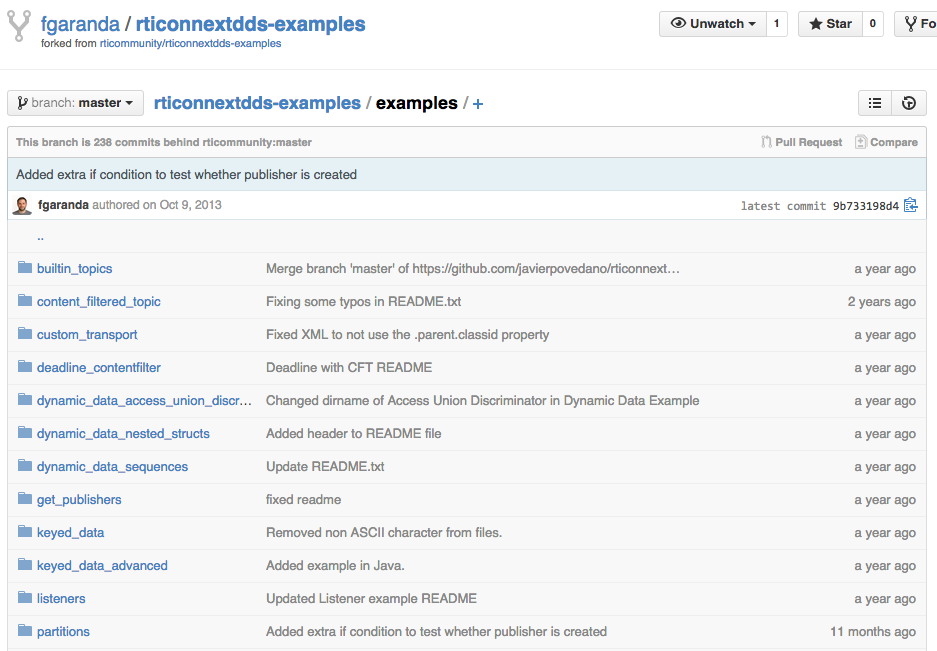 fgaranda / rticonnextdds-examples
forked from rticommunity/rticonnextdds-examples
Unwatch 1 Star 0 Fo
branch: master rticonnextdds-examples / examples / +
This branch is 238 commits behind rticommunity:master Pull Request Compare
Added extra if condition to test whether publisher is created
fgaranda authored on Oct 9, 2013 latest commit 9b733198d4
..
builtin_topics Merge branch 'master' of https://github.com/javierpovedano/rticonnext… a year ago
content_filtered_topic Fixing some typos in README.txt 2 years ago
custom_transport Fixed XML to not use the .parent.classid property a year ago
deadline_contentfilter Deadline with CFT README a year ago
dynamic_data_access_union_discr… Changed dirname of Access Union Discriminator in Dynamic Data Example a year ago
dynamic_data_nested_structs Added header to README file a year ago
dynamic_data_sequences Update README.txt a year ago
get_publishers fixed readme a year ago
keyed_data Removed non ASCII character from files. a year ago
keyed_data_advanced Added example in Java. a year ago
listeners Updated Listener example README a year ago
partitions Added extra if condition to test whether publisher is created 11 months ago